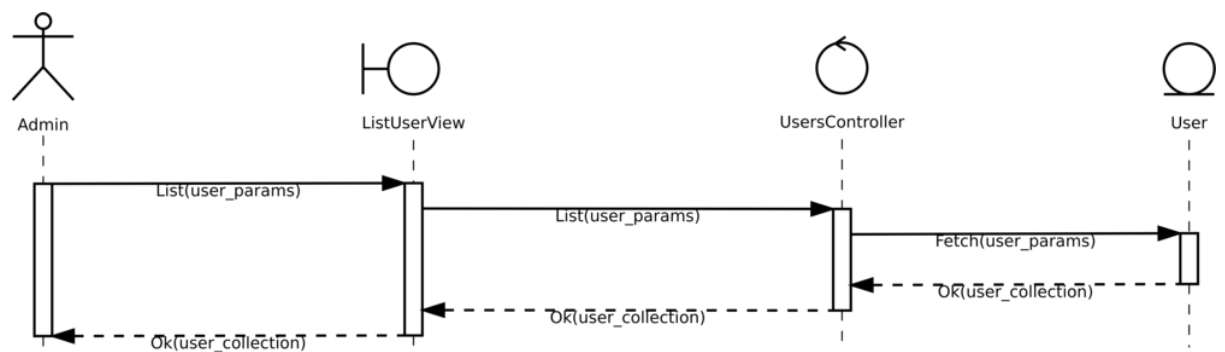 Admin
ListUserView
UsersController
User
List(user_params)
List(user_params)
Fetch(user_params)
Ok(user_collection)
Ok(user_collection)
Ok(user_collection)